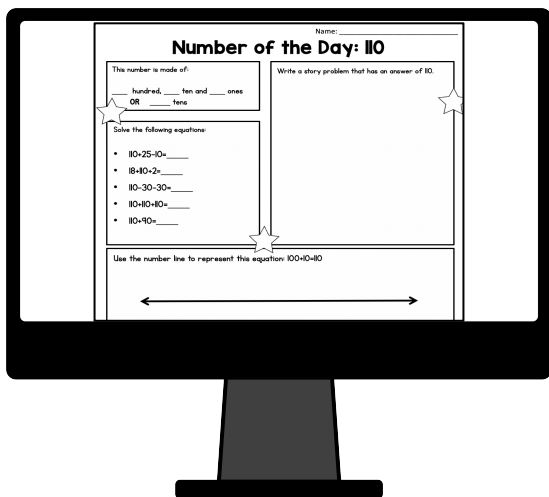 Name: ____________________
Number of the Day: 110
This number is made of:
____ hundred, ____ ten and ____ ones
OR _____ tens
Write a story problem that has an answer of 110.
Solve the following equations:
• 110+25-10=_____
• 18+110+2=_____
• 110-30-30=_____
• 110+110+110=_____
• 110+90=_____
Use the number line to represent this equation: 100+10=110